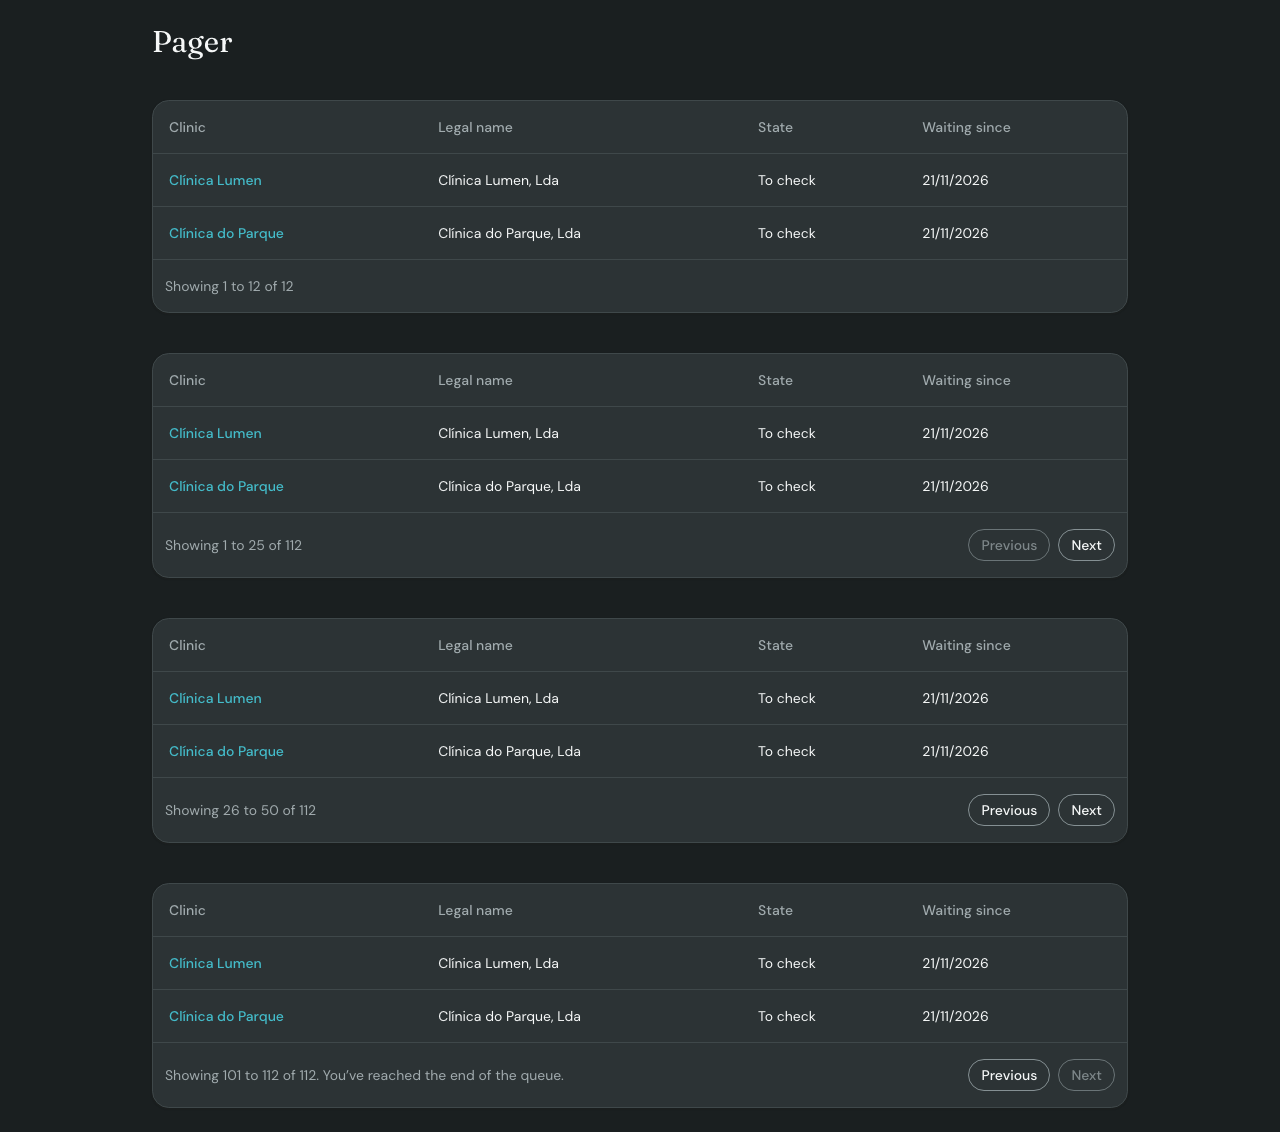 Pager
Clinic Legal name State Waiting since
Clínica Lumen Clínica Lumen, Lda To check 21/11/2026
Clínica do Parque Clínica do Parque, Lda To check 21/11/2026
Showing 1 to 12 of 12
Clinic Legal name State Waiting since
Clínica Lumen Clínica Lumen, Lda To check 21/11/2026
Clínica do Parque Clínica do Parque, Lda To check 21/11/2026
Showing 1 to 25 of 112 Previous Next
Clinic Legal name State Waiting since
Clínica Lumen Clínica Lumen, Lda To check 21/11/2026
Clínica do Parque Clínica do Parque, Lda To check 21/11/2026
Showing 26 to 50 of 112 Previous Next
Clinic Legal name State Waiting since
Clínica Lumen Clínica Lumen, Lda To check 21/11/2026
Clínica do Parque Clínica do Parque, Lda To check 21/11/2026
Showing 101 to 112 of 112. You’ve reached the end of the queue. Previous Next